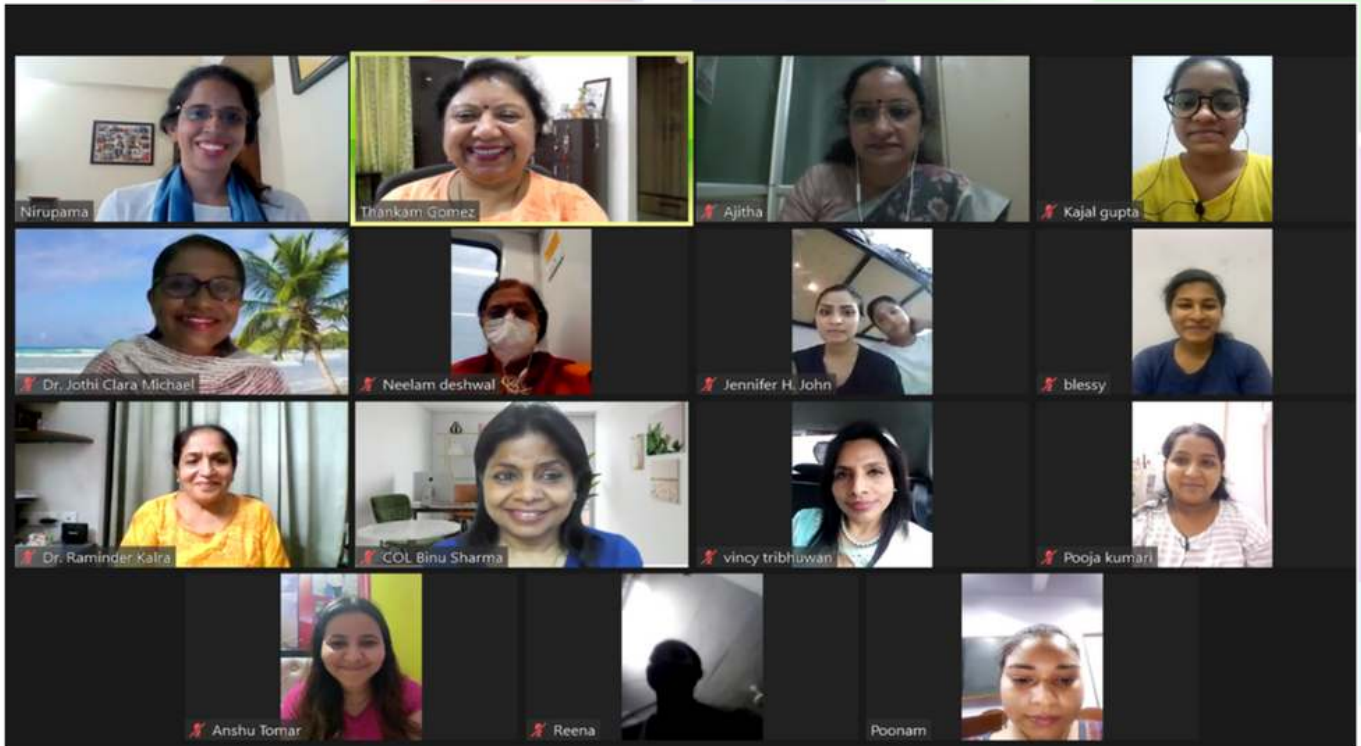 Nirupama
Thankam Gomez
Ajitha
Kajal gupta
Dr. Jothi Clara Michael
Neelam deshwal
Jennifer H. John
blessy
Dr. Raminder Kalra
COL Binu Sharma
vincy tribhuwan
Pooja kumari
Anshu Tomar
Reena
Poonam